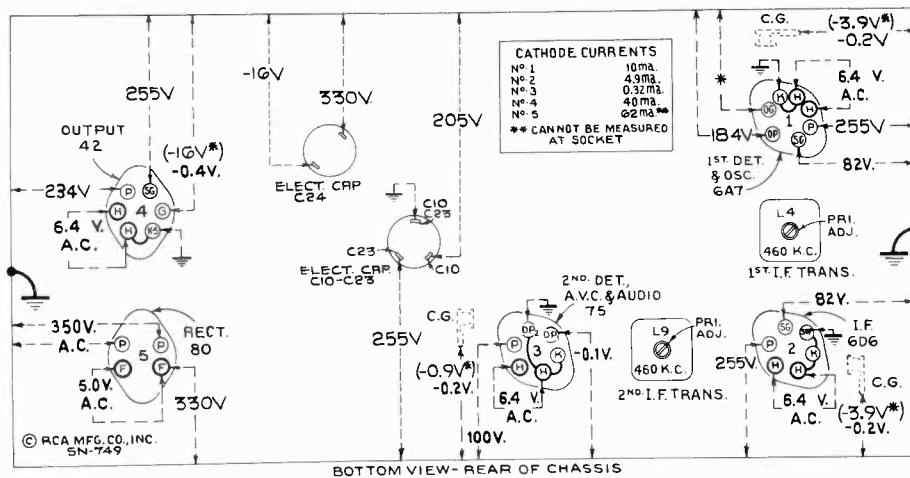 C.G.
(-3.9V*)
-0.2V
CATHODE CURRENTS
Nº.1 10ma.
Nº.2 4.9ma.
Nº.3 0.32ma.
Nº.4 40ma.
Nº.5 62ma.**
** CANNOT BE MEASURED
AT SOCKET
-16V
255V
330V.
205V
*
6.4 V.
A.C.
K
H
H
OG
1
P
OP
SG
184V
255V
82V.
1ST. DET.
& OSC.
6A7
OUTPUT
42
(-16V*)
-0.4V.
234V
P
SG
H
4
G
H
K-S
6.4 V.
A.C.
ELECT. CAP.
C24
C10
C23
C23
C10
ELECT. CAP.
C10-C23
L4
PRI.
ADJ.
460 K.C.
1ST. I.F. TRANS.
2ND. DET.,
A.V.C. & AUDIO
75
C.G.
255V
(-0.9V*)
-0.2V.
DP2
DP1
P
3
K
H
H
-0.1V.
6.4 V.
A.C.
100V.
L9
PRI.
ADJ.
460 K.C.
2ND. I.F. TRANS.
82V.
I.F.
6D6
SG
SU
P
2
K
H
H
255V
6.4 V.
A.C.
C.G.
(-3.9V*)
-0.2V.
350V.
A.C.
RECT.
80
P
5
P
F
F
5.0V.
A.C.
330V
© RCA MFG. CO., INC.
SN-749
BOTTOM VIEW - REAR OF CHASSIS